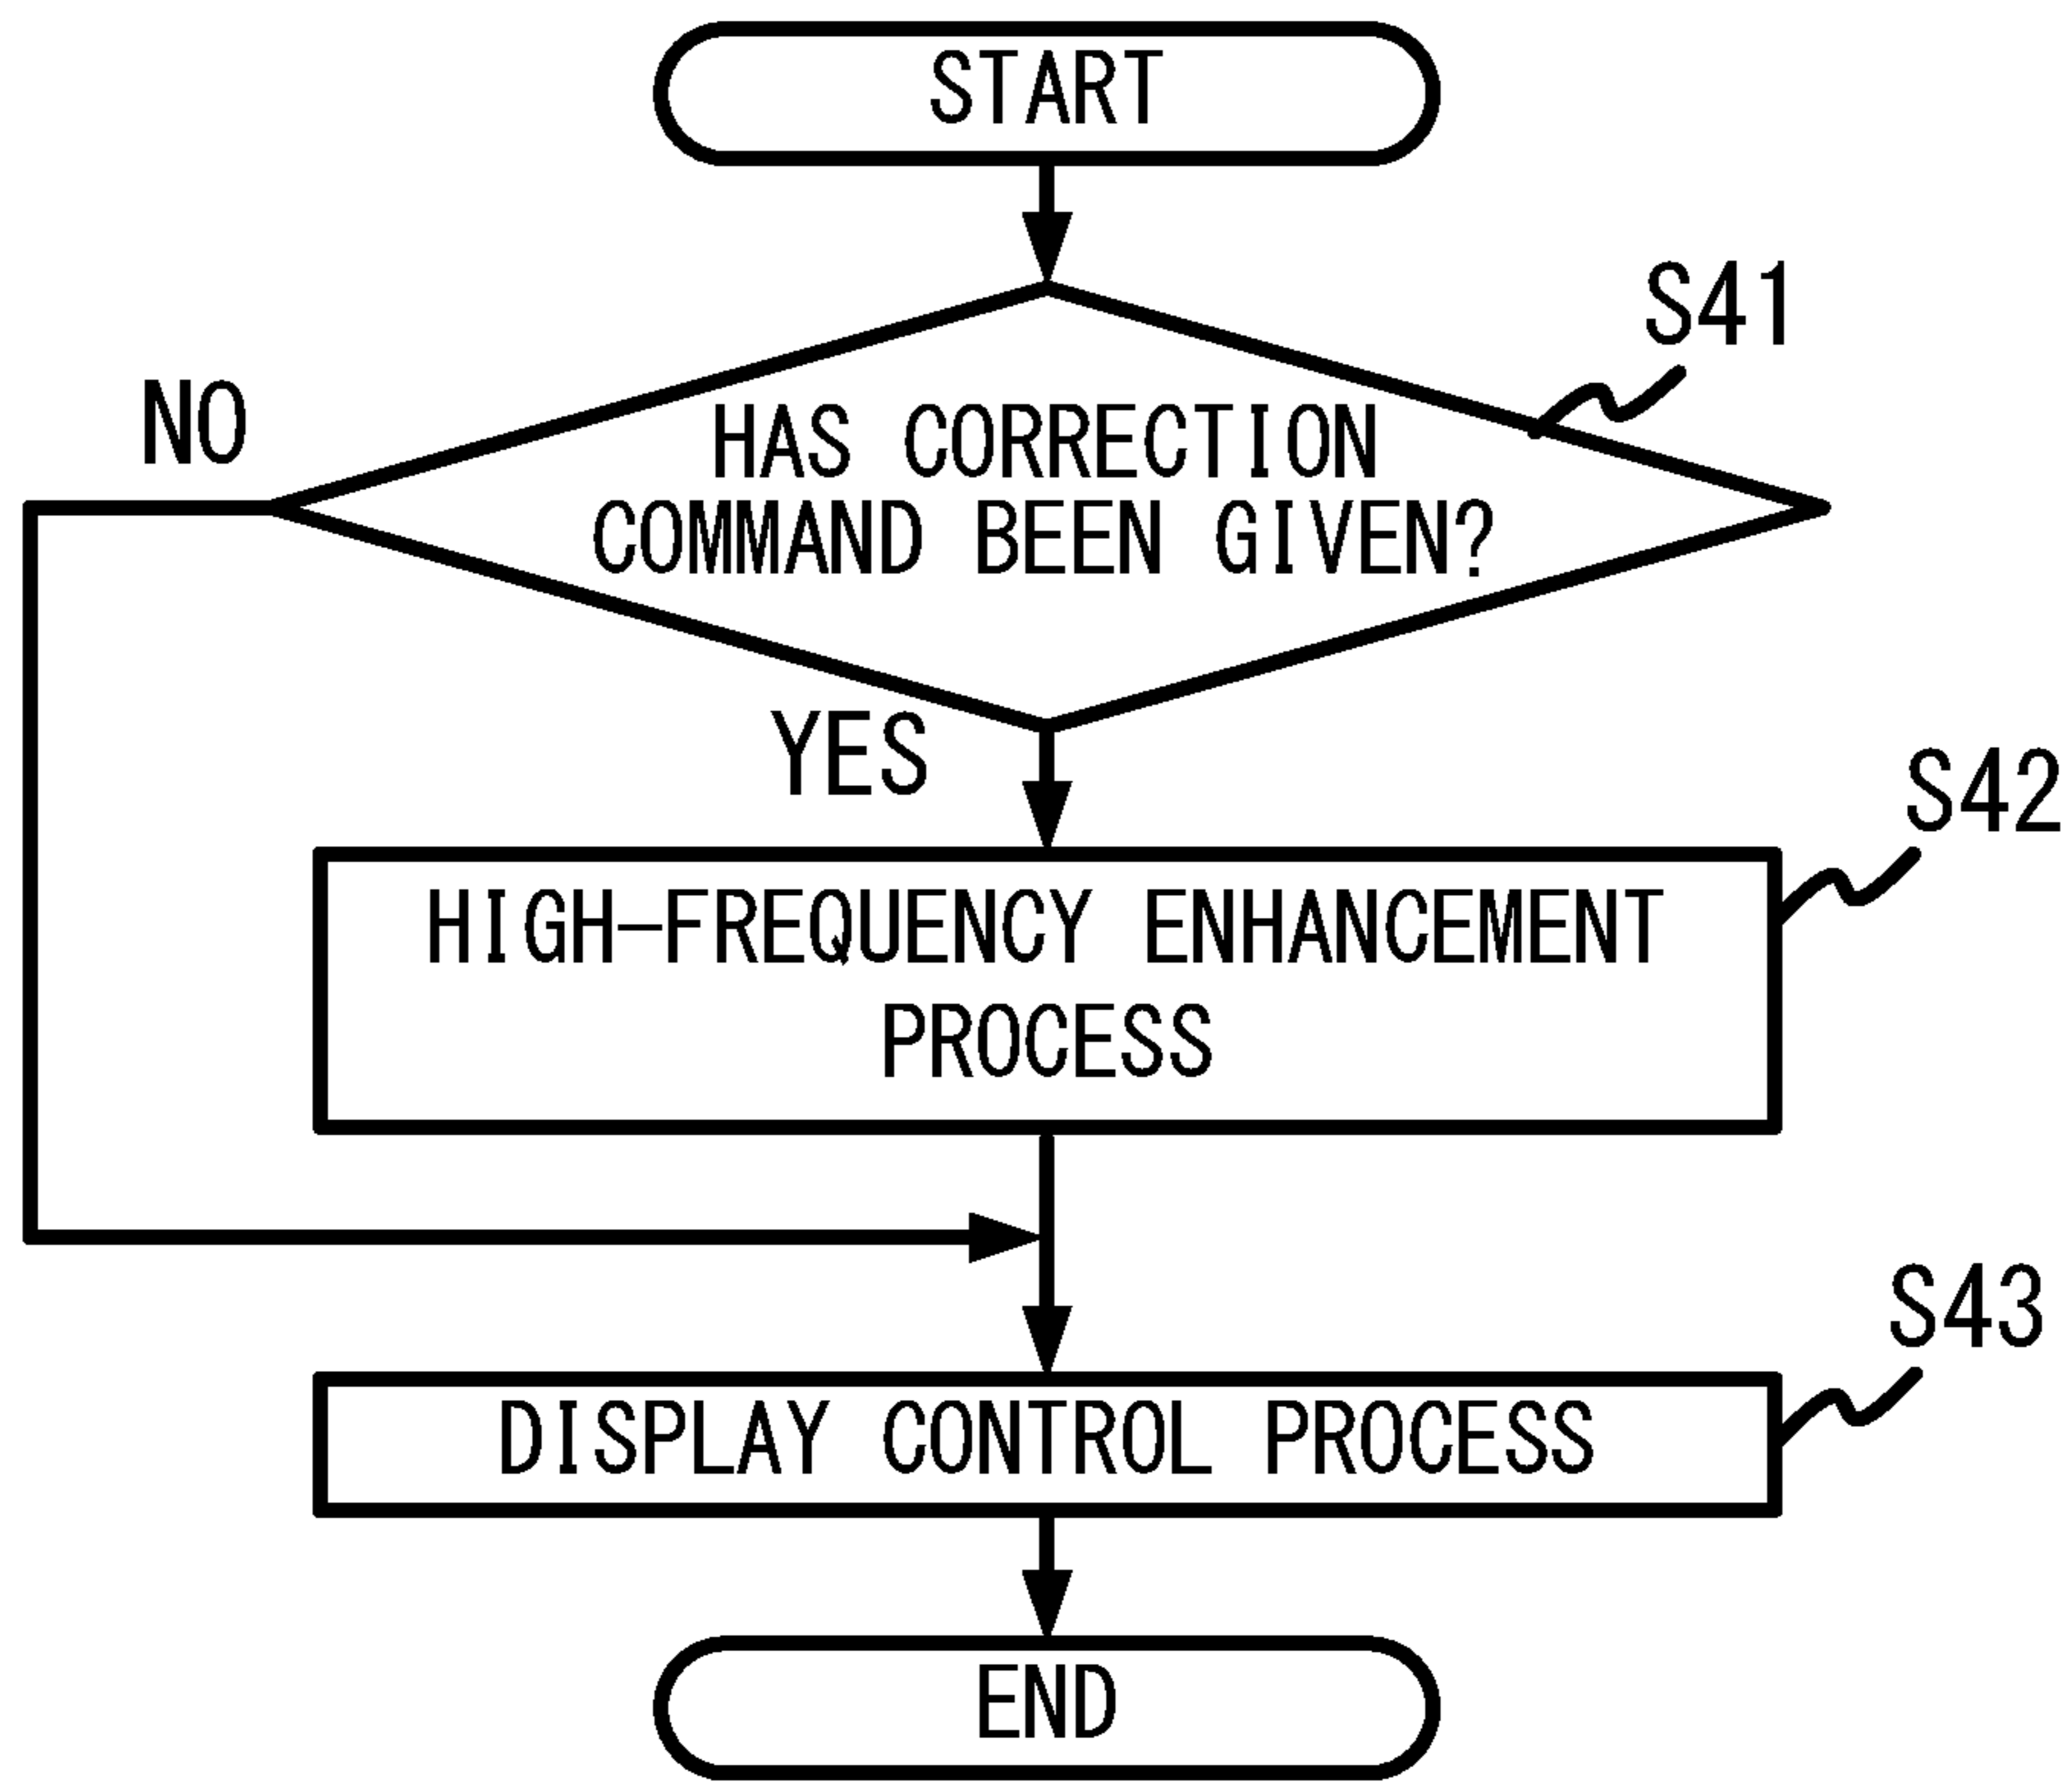 START
S41
NO
HAS CORRECTION
COMMAND BEEN GIVEN?
YES
S42
HIGH-FREQUENCY ENHANCEMENT
PROCESS
S43
DISPLAY CONTROL PROCESS
END